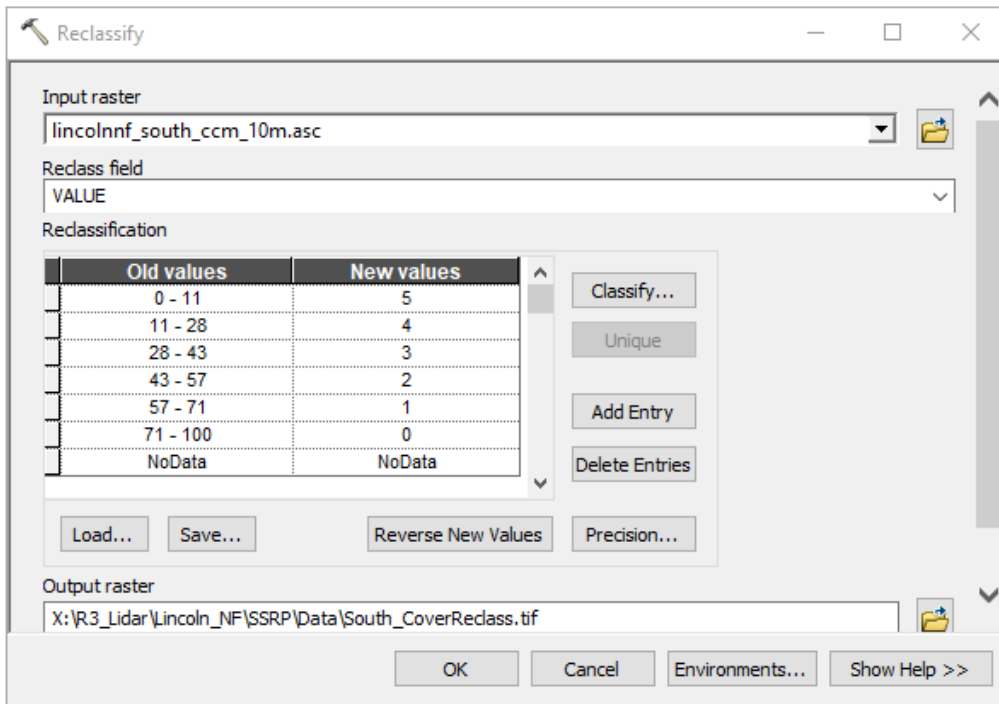 Reclassify
Input raster
lincolnnf_south_ccm_10m.asc
Reclass field
VALUE
Reclassification
Old values New values
0 - 11 5
11 - 28 4
28 - 43 3
43 - 57 2
57 - 71 1
71 - 100 0
NoData NoData
Classify...
Unique
Add Entry
Delete Entries
Load... Save... Reverse New Values Precision...
Output raster
X:\R3_Lidar\Lincoln_NF\SSRP\Data\South_CoverReclass.tif
OK Cancel Environments... Show Help >>